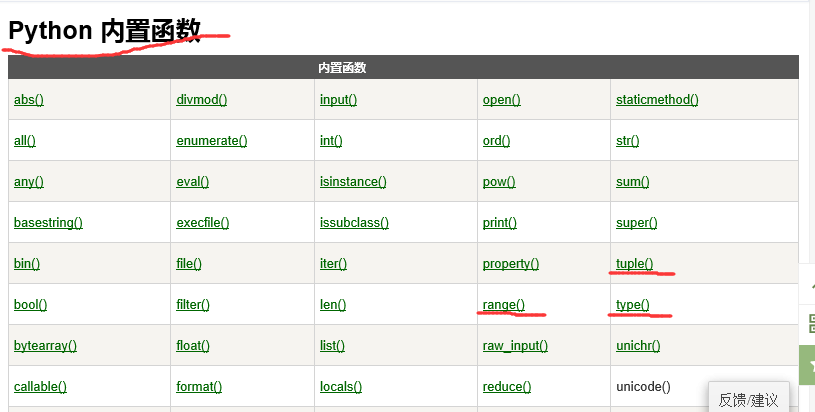 Python 内置函数
内置函数
abs() divmod() input() open() staticmethod()
all() enumerate() int() ord() str()
any() eval() isinstance() pow() sum()
basestring() execfile() issubclass() print() super()
bin() file() iter() property() tuple()
bool() filter() len() range() type()
bytearray() float() list() raw_input() unichr()
callable() format() locals() reduce() unicode()
反馈/建议